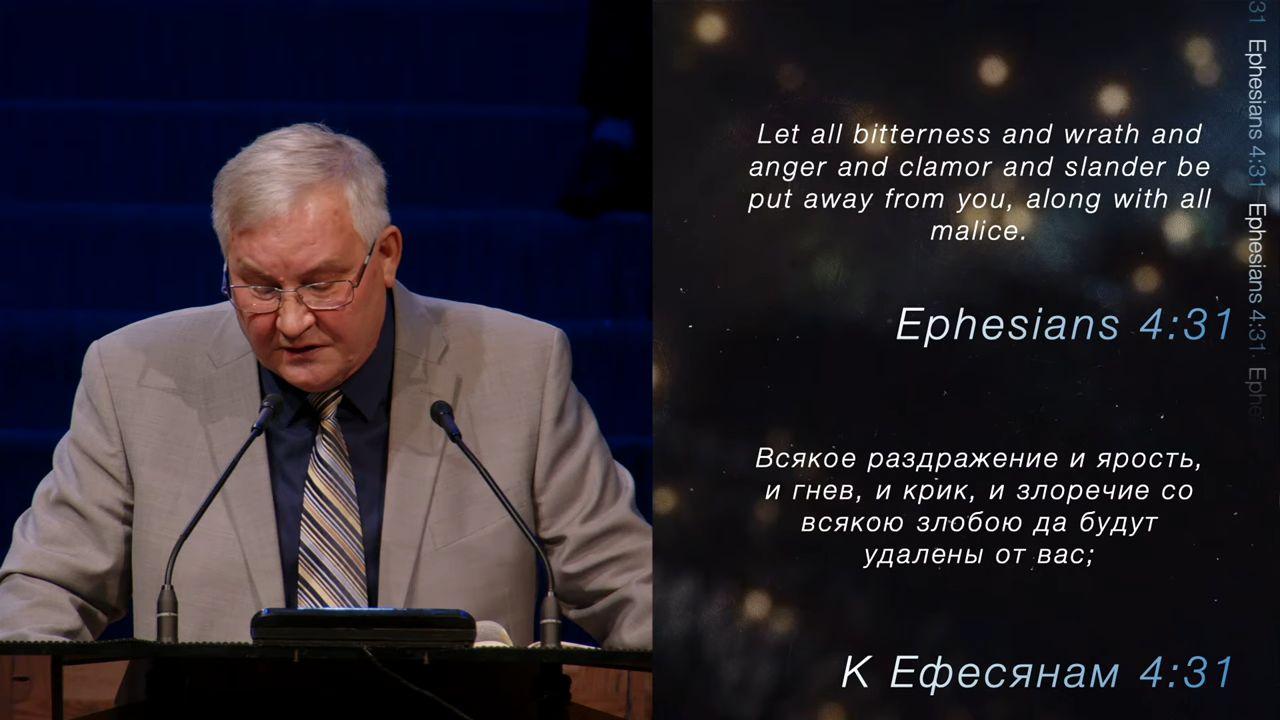 Let all bitterness and wrath and
anger and clamor and slander be
put away from you, along with all
malice.
Ephesians 4:31
Всякое раздражение и ярость,
и гнев, и крик, и злоречие со
всякою злобою да будут
удалены от вас;
К Ефесянам 4:31
31 Ephesians 4:31 Ephesians 4:31 Ephe